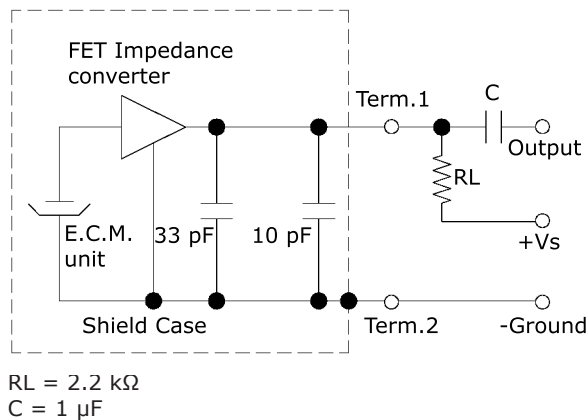 FET Impedance
converter
Term.1
C
Output
RL
+Vs
E.C.M.
unit
33 pF
10 pF
Shield Case
Term.2
-Ground
RL = 2.2 kΩ
C = 1 µF